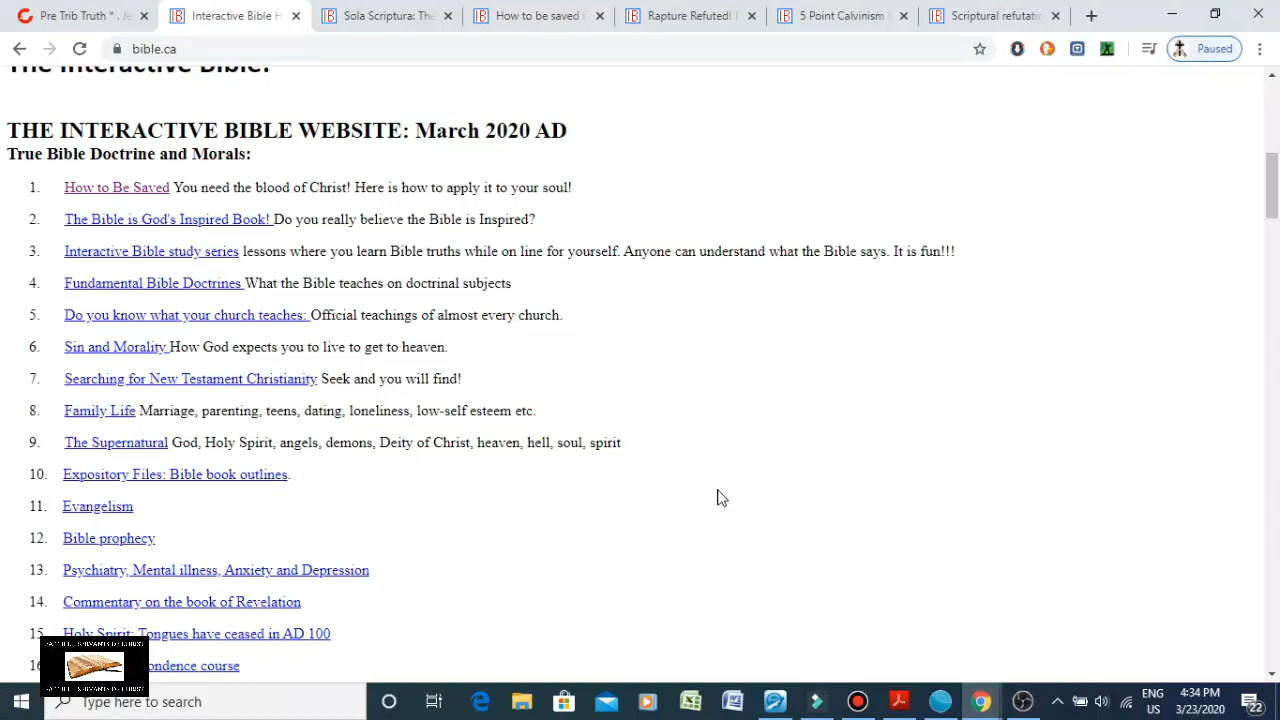 Pre Trib Truth *
Interactive Bible H
Sola Scriptura: The
How to be saved
Rapture Refuted!
5 Point Calvinism
Scriptural refutatio
bible.ca
Paused
The Interactive Bible!
THE INTERACTIVE BIBLE WEBSITE: March 2020 AD
True Bible Doctrine and Morals:
1. How to Be Saved You need the blood of Christ! Here is how to apply it to your soul!
2. The Bible is God's Inspired Book! Do you really believe the Bible is Inspired?
3. Interactive Bible study series lessons where you learn Bible truths while on line for yourself. Anyone can understand what the Bible says. It is fun!!!
4. Fundamental Bible Doctrines What the Bible teaches on doctrinal subjects
5. Do you know what your church teaches: Official teachings of almost every church.
6. Sin and Morality How God expects you to live to get to heaven.
7. Searching for New Testament Christianity Seek and you will find!
8. Family Life Marriage, parenting, teens, dating, loneliness, low-self esteem etc.
9. The Supernatural God, Holy Spirit, angels, demons, Deity of Christ, heaven, hell, soul, spirit
10. Expository Files: Bible book outlines.
11. Evangelism
12. Bible prophecy
13. Psychiatry, Mental illness, Anxiety and Depression
14. Commentary on the book of Revelation
15. Holy Spirit: Tongues have ceased in AD 100
16 ondence course
Type here to search
ENG
US
4:34 PM
3/23/2020
22